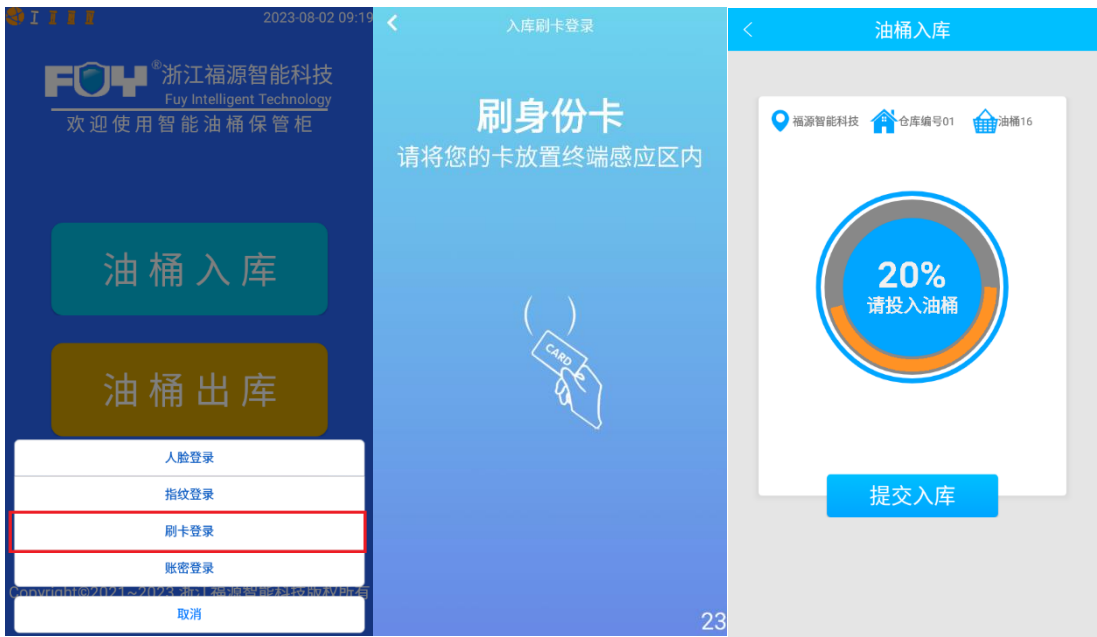 2023-08-02 09:19
FUY®浙江福源智能科技
Fuy Intelligent Technology
欢迎使用智能油桶保管柜
油桶入库
油桶出库
人脸登录
指纹登录
刷卡登录
账密登录
Copyright©2021~2023 浙江福源智能科技版权所有
取消
入库刷卡登录
刷身份卡
请将您的卡放置终端感应区内
CARD
23
油桶入库
福源智能科技 仓库编号01 油桶16
20%
请投入油桶
提交入库